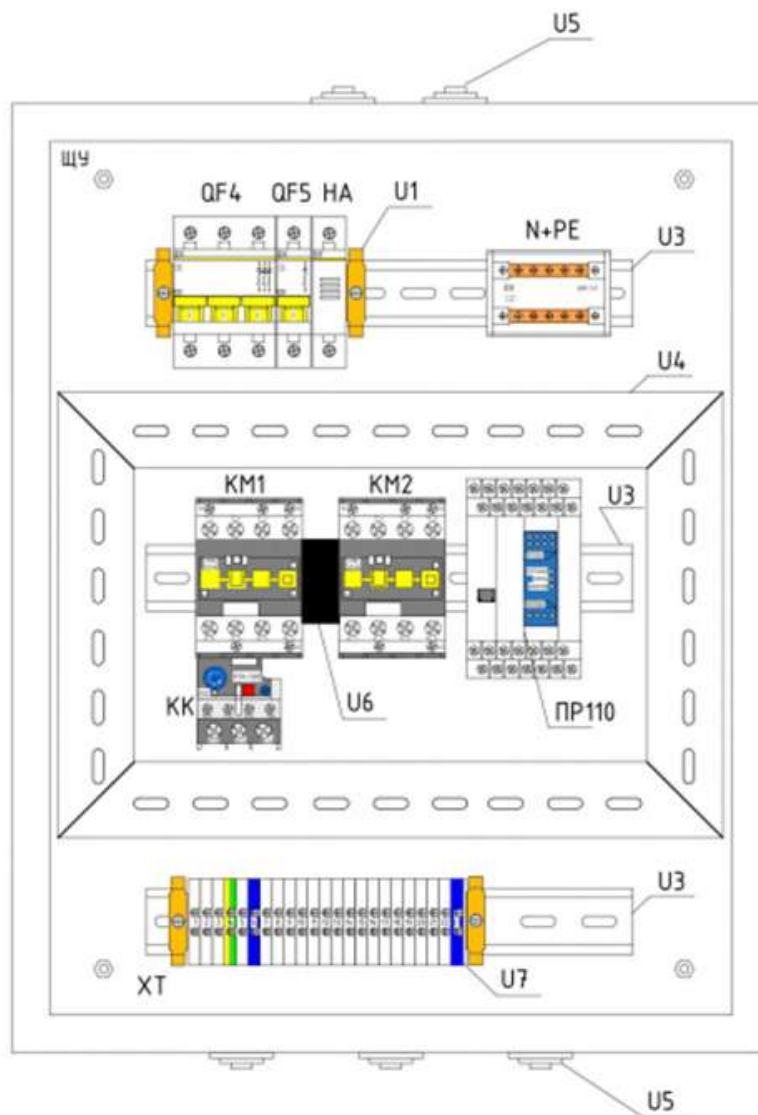 U5
ЩУ
QF4 QF5 HA U1
N+PE U3
U4
KM1 KM2 U3
KK U6 ПР110
U3
XT U7
U5